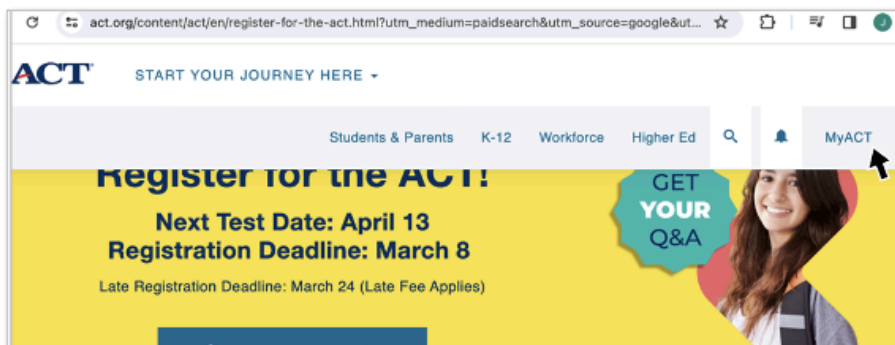 act.org/content/act/en/register-for-the-act.html?utm_medium=paidsearch&utm_source=google&ut...
J
ACT
START YOUR JOURNEY HERE
Students & Parents K-12 Workforce Higher Ed MyACT
Register for the ACT!
Next Test Date: April 13
Registration Deadline: March 8
Late Registration Deadline: March 24 (Late Fee Applies)
GET
YOUR
Q&A